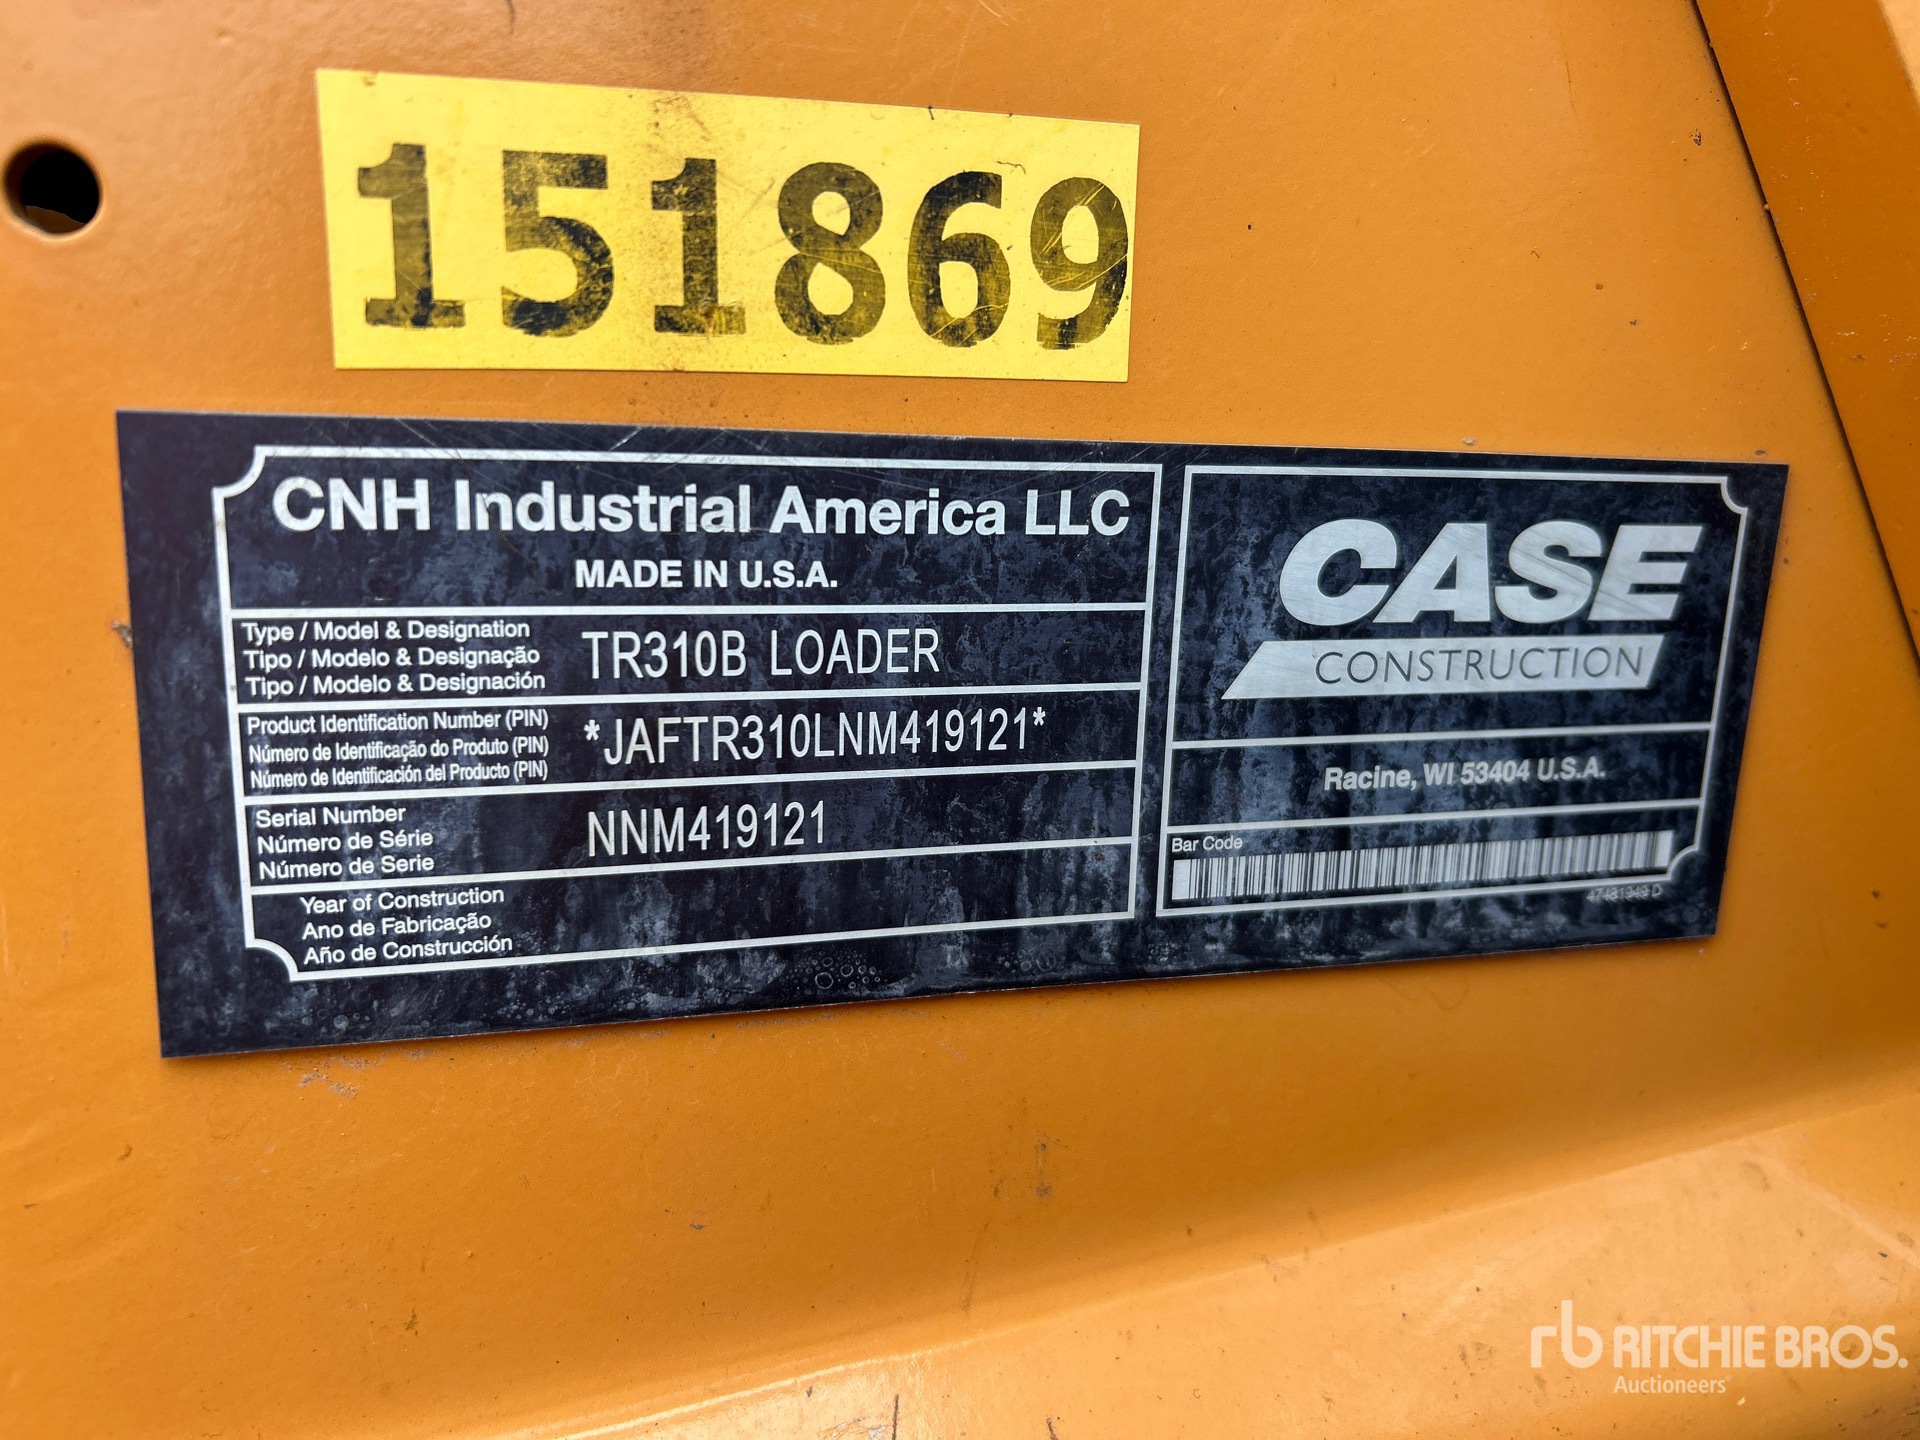 151869
CNH Industrial America LLC
MADE IN U.S.A.
Type / Model & Designation
Tipo / Modelo & Designação
Tipo / Modelo & Designación
TR310B LOADER
Product Identification Number (PIN)
Número de Identificação do Produto (PIN)
Número de Identificación del Producto (PIN)
*JAFTR310LNM419121*
Serial Number
Número de Série
Número de Serie
NNM419121
Year of Construction
Ano de Fabricação
Año de Construcción
CASE
CONSTRUCTION
Racine, WI 53404 U.S.A.
Bar Code
47481949 D
rb RITCHIE BROS.
Auctioneers